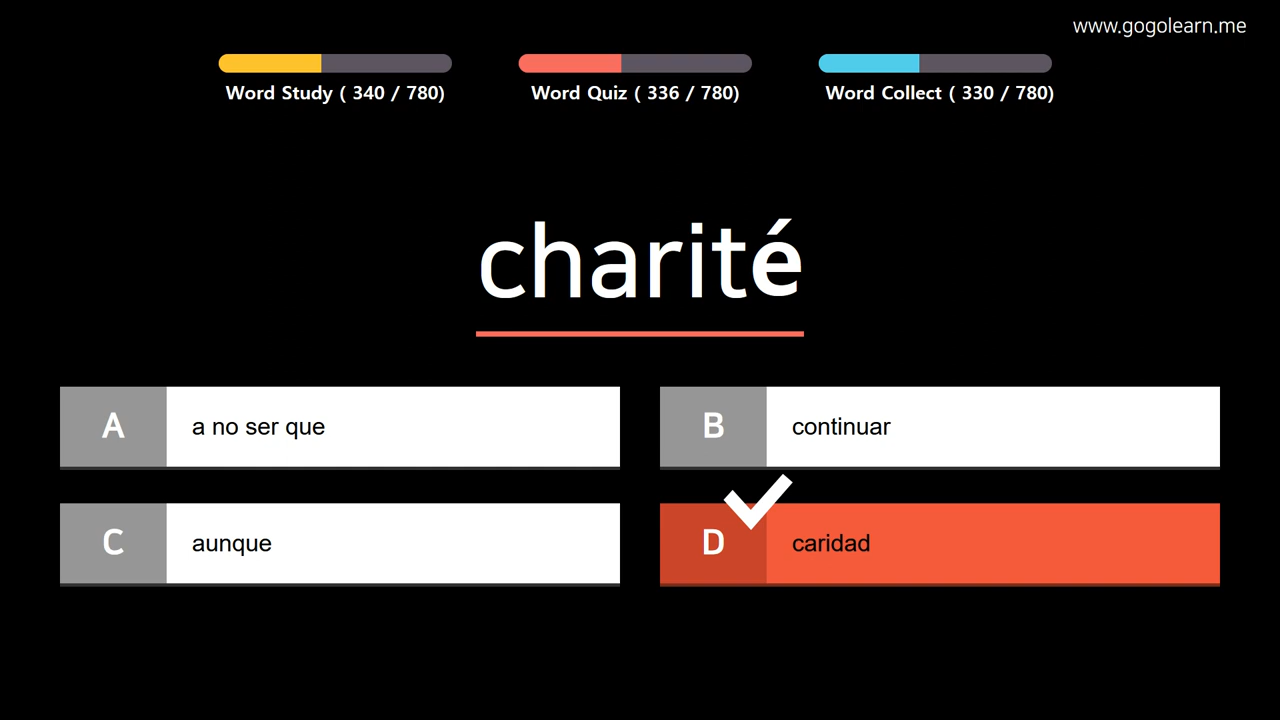 www.gogolearn.me
Word Study ( 340 / 780)
Word Quiz ( 336 / 780)
Word Collect ( 330 / 780)
charité
A a no ser que
B continuar
C aunque
D caridad